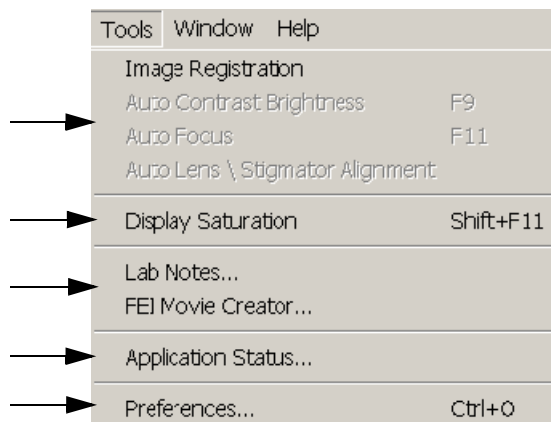 Tools Window Help
Image Registration
Auto Contrast Brightness F9
Auto Focus F11
Auto Lens \ Stigmator Alignment
Display Saturation Shift+F11
Lab Notes...
FEI Movie Creator...
Application Status...
Preferences... Ctrl+O